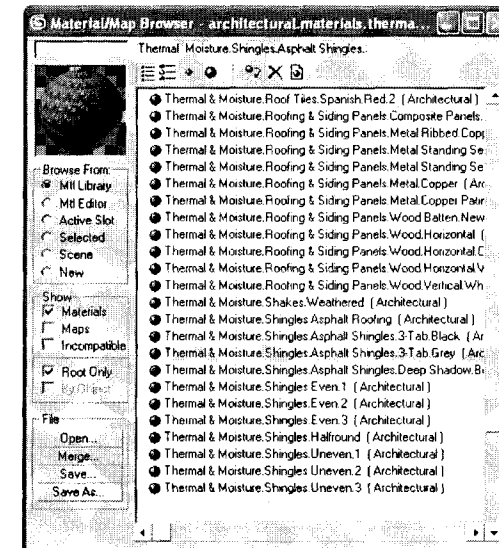 Material/Map Browser - architectural.materials.therma...
Thermal Moisture.Shingles.Asphalt Shingles.
Thermal & Moisture.Roof Tiles.Spanish.Red.2 ( Architectural )
Thermal & Moisture.Roofing & Siding Panels.Composite Panels.
Thermal & Moisture.Roofing & Siding Panels.Metal Ribbed Copp
Thermal & Moisture.Roofing & Siding Panels.Metal Standing Se
Thermal & Moisture.Roofing & Siding Panels.Metal Standing Se
Thermal & Moisture.Roofing & Siding Panels.Metal.Copper ( Arc
Thermal & Moisture.Roofing & Siding Panels.Metal.Copper Patin
Thermal & Moisture.Roofing & Siding Panels.Wood Batten.New
Thermal & Moisture.Roofing & Siding Panels.Wood.Horizontal (
Thermal & Moisture.Roofing & Siding Panels.Wood.Horizontal.C
Thermal & Moisture.Roofing & Siding Panels.Wood.Horizontal.V
Thermal & Moisture.Roofing & Siding Panels.Wood.Vertical.Wh
Thermal & Moisture.Shakes.Weathered ( Architectural )
Thermal & Moisture.Shingles Asphalt Roofing ( Architectural )
Thermal & Moisture.Shingles.Asphalt Shingles.3-Tab.Black ( Ar
Thermal & Moisture.Shingles.Asphalt Shingles.3-Tab.Grey ( Arc
Thermal & Moisture.Shingles.Asphalt Shingles.Deep Shadow.B
Thermal & Moisture.Shingles Even.1 ( Architectural )
Thermal & Moisture.Shingles.Even.2 ( Architectural )
Thermal & Moisture.Shingles.Even.3 ( Architectural )
Thermal & Moisture.Shingles.Halfround ( Architectural )
Thermal & Moisture.Shingles.Uneven.1 ( Architectural )
Thermal & Moisture.Shingles Uneven.2 ( Architectural )
Thermal & Moisture.Shingles Uneven.3 ( Architectural )
Browse From:
Mtl Library
Mtl Editor
Active Slot
Selected
Scene
New
Show
Materials
Maps
Incompatible
Root Only
By Object
File
Open...
Merge...
Save...
Save As...